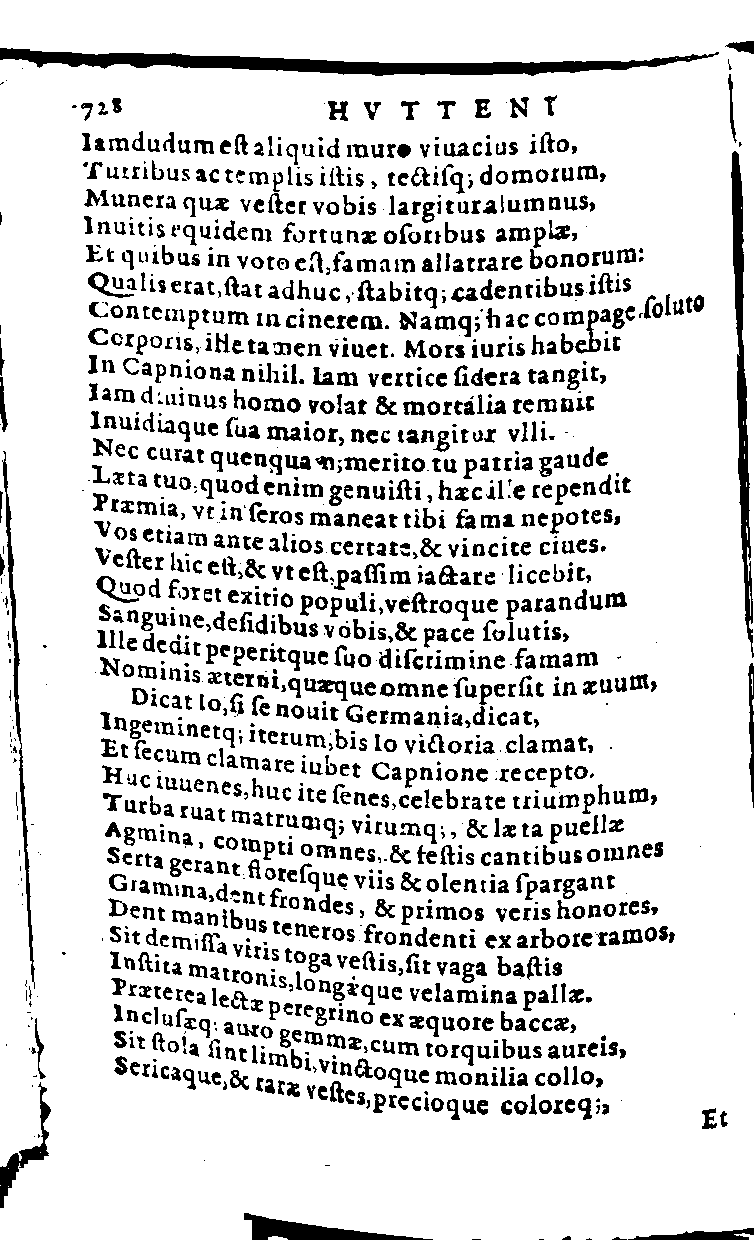 728 HVTTENI
Iamdudum eſt aliquid muro viuacius iſto,
Turribus ac templis iſtis, tectiſq; domorum,
Munera quæ veſter vobis largitur alumnus,
Inuitis equidem fortunæ oſoribus amplæ,
Et quibus in voto eſt, famam allatrare bonorum:
Qualis erat, ſtat adhuc, ſtabitq; cadentibus iſtis
Contemptum in cinerem. Namq; hac compage ſoluto
Corporis, ille tamen viuet. Mors iuris habebit
In Capniona nihil. Iam vertice ſidera tangit,
Iam diuinus homo volat & mortália temnit
Inuidiaque ſua maior, nec tangitur vlli.
Nec curat quenquam; merito tu patria gaude
Læta tuo, quod enim genuiſti, hæc ille rependit
Præmia, vt in ſeros maneat tibi fama nepotes,
Vos etiam ante alios certate, & vincite ciues.
Veſter hic eſt, & vt eſt, paſſim iactare licebit,
Quod foret exitio populi, veſtroque parandum
Sanguine, deſidibus vobis, & pace ſolutis,
Ille dedit peperitque ſuo diſcrimine famam
Nominis æterni, quæque omne ſuperſit in æuum,
Dicat Io, ſi ſe nouit Germania, dicat,
Ingeminetq; iterum, bis Io victoria clamat,
Et ſecum clamare iubet Capnione recepto.
Huc iuuenes, huc ite ſenes, celebrate triumphum,
Turba ruat matrumq; virumq;, & læta puellæ
Agmina, compti omnes, & feſtis cantibus omnes
Serta gerant floreſque viis & olentia ſpargant
Gramina, dent frondes, & primos veris honores,
Dent manibus teneros frondenti ex arbore ramos,
Sit demiſſa viris toga veſtis, ſit vaga baſtis
Inſtita matronis, longæque velamina pallæ.
Præterea lectæ peregrino ex æquore baccæ,
Incluſæq; auro gemmæ, cum torquibus aureis,
Sit ſtola ſint limbi, vinctoque monilia collo,
Sericaque, & raræ veſtes, precioque coloreq;,
Et